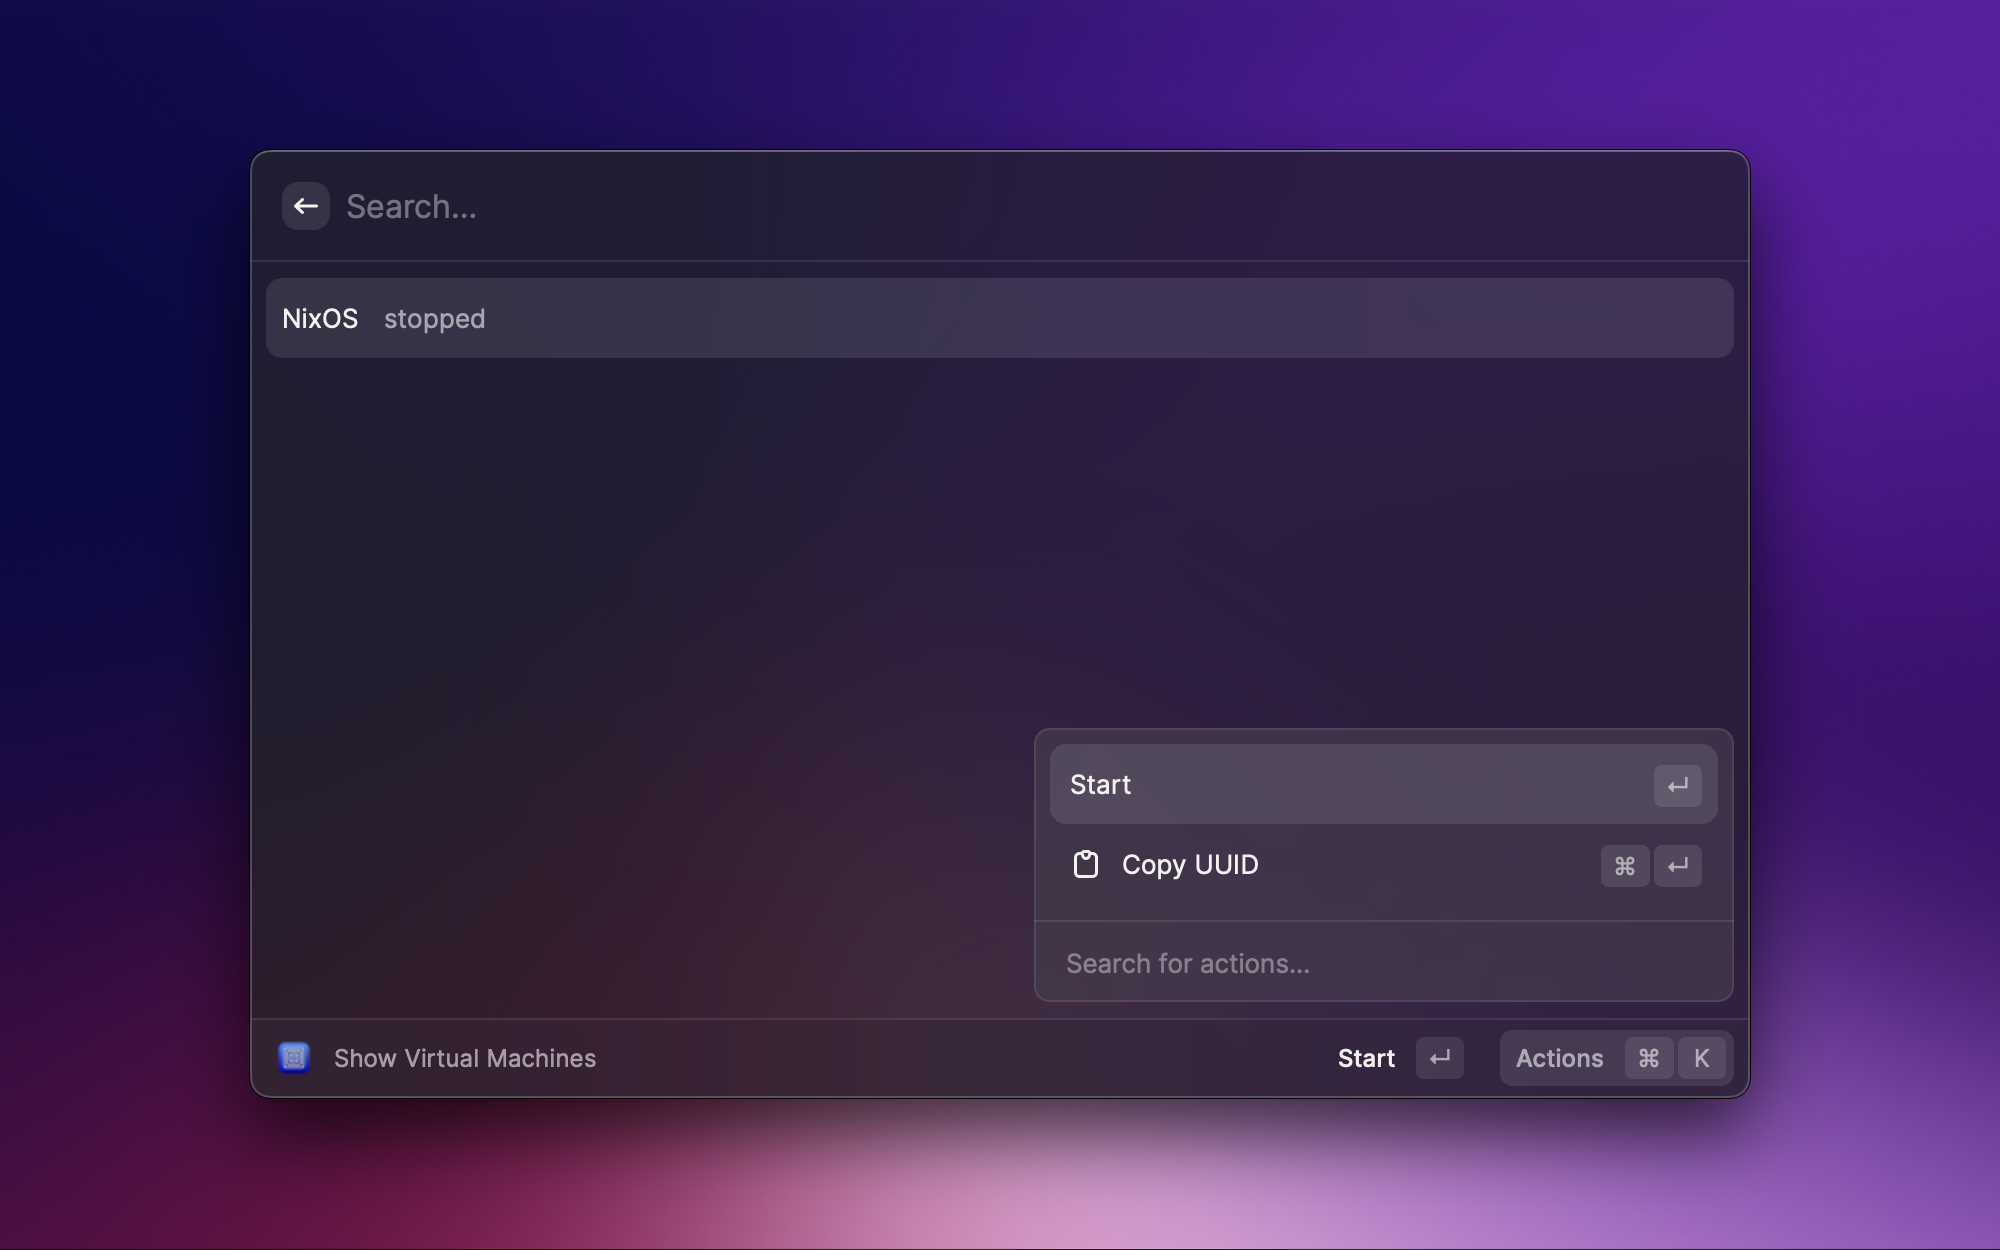 Search...
NixOS stopped
Start ↵
Copy UUID ⌘ ↵
Search for actions...
Show Virtual Machines Start ↵ Actions ⌘ K